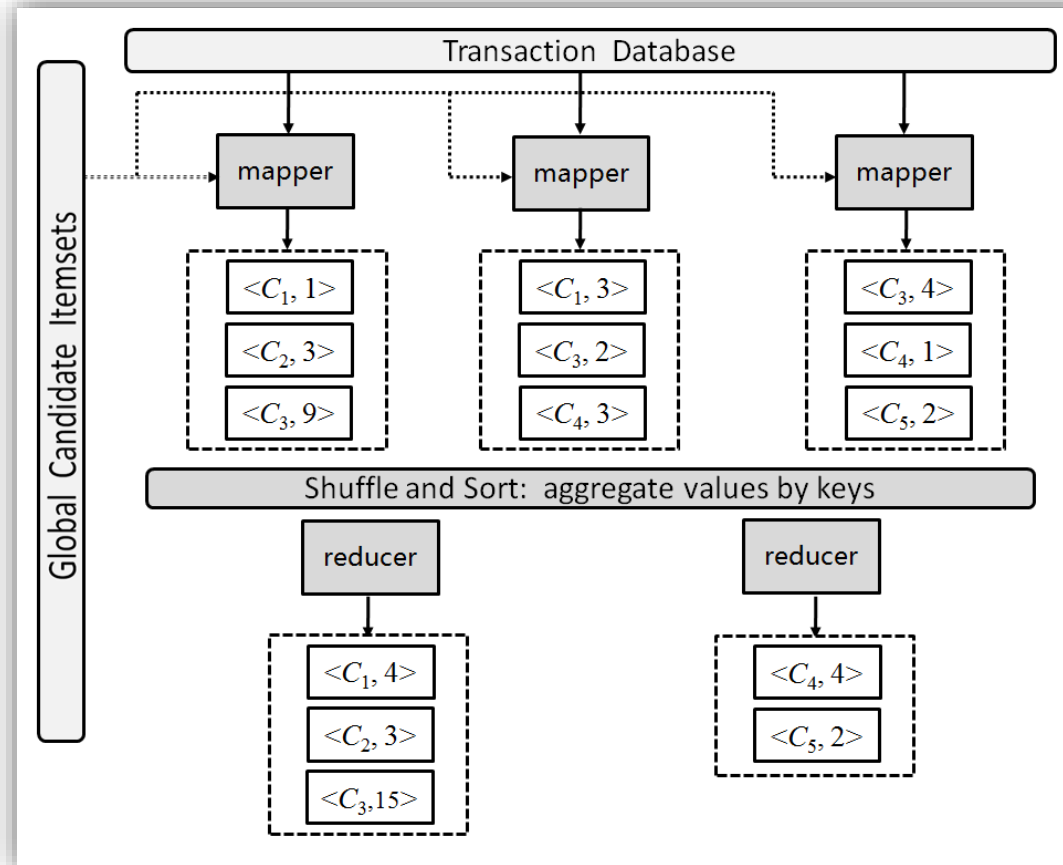 Transaction Database
Global Candidate Itemsets
mapper
mapper
mapper
<C₁, 1>
<C₂, 3>
<C₃, 9>
<C₁, 3>
<C₃, 2>
<C₄, 3>
<C₃, 4>
<C₄, 1>
<C₅, 2>
Shuffle and Sort: aggregate values by keys
reducer
reducer
<C₁, 4>
<C₂, 3>
<C₃,15>
<C₄, 4>
<C₅, 2>